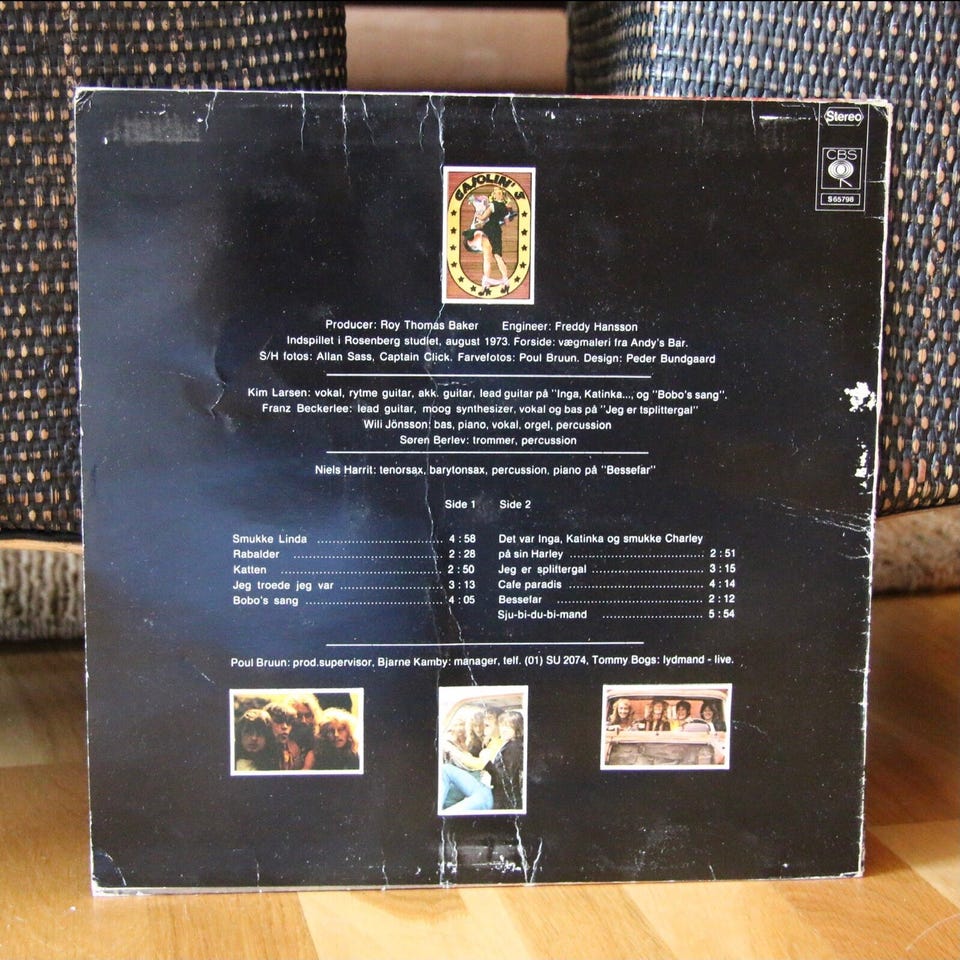 Stereo
CBS
S 65798
GASOLIN'S
Producer: Roy Thomas Baker Engineer: Freddy Hansson
Indspillet i Rosenberg studiet, august 1973. Forside: vægmaleri fra Andy's Bar.
S/H fotos: Allan Sass, Captain Click. Farvefotos: Poul Bruun. Design: Peder Bundgaard
Kim Larsen: vokal, rytme guitar, akk. guitar, lead guitar på "Inga, Katinka..., og "Bobo's sang".
Franz Beckerlee: lead guitar, moog synthesizer, vokal og bas på "Jeg er tsplittergal"
Wili Jönsson: bas, piano, vokal, orgel, percussion
Søren Berlev: trommer, percussion
Niels Harrit: tenorsax, barytonsax, percussion, piano på "Bessefar"
Side 1 Side 2
Smukke Linda 4:58
Rabalder 2:28
Katten 2:50
Jeg troede jeg var 3:13
Bobo's sang 4:05
Det var Inga, Katinka og smukke Charley
på sin Harley 2:51
Jeg er splittergal 3:15
Cafe paradis 4:14
Bessefar 2:12
Sju-bi-du-bi-mand 5:54
Poul Bruun: prod.supervisor, Bjarne Kamby: manager, telf. (01) SU 2074, Tommy Bogs: lydmand - live.